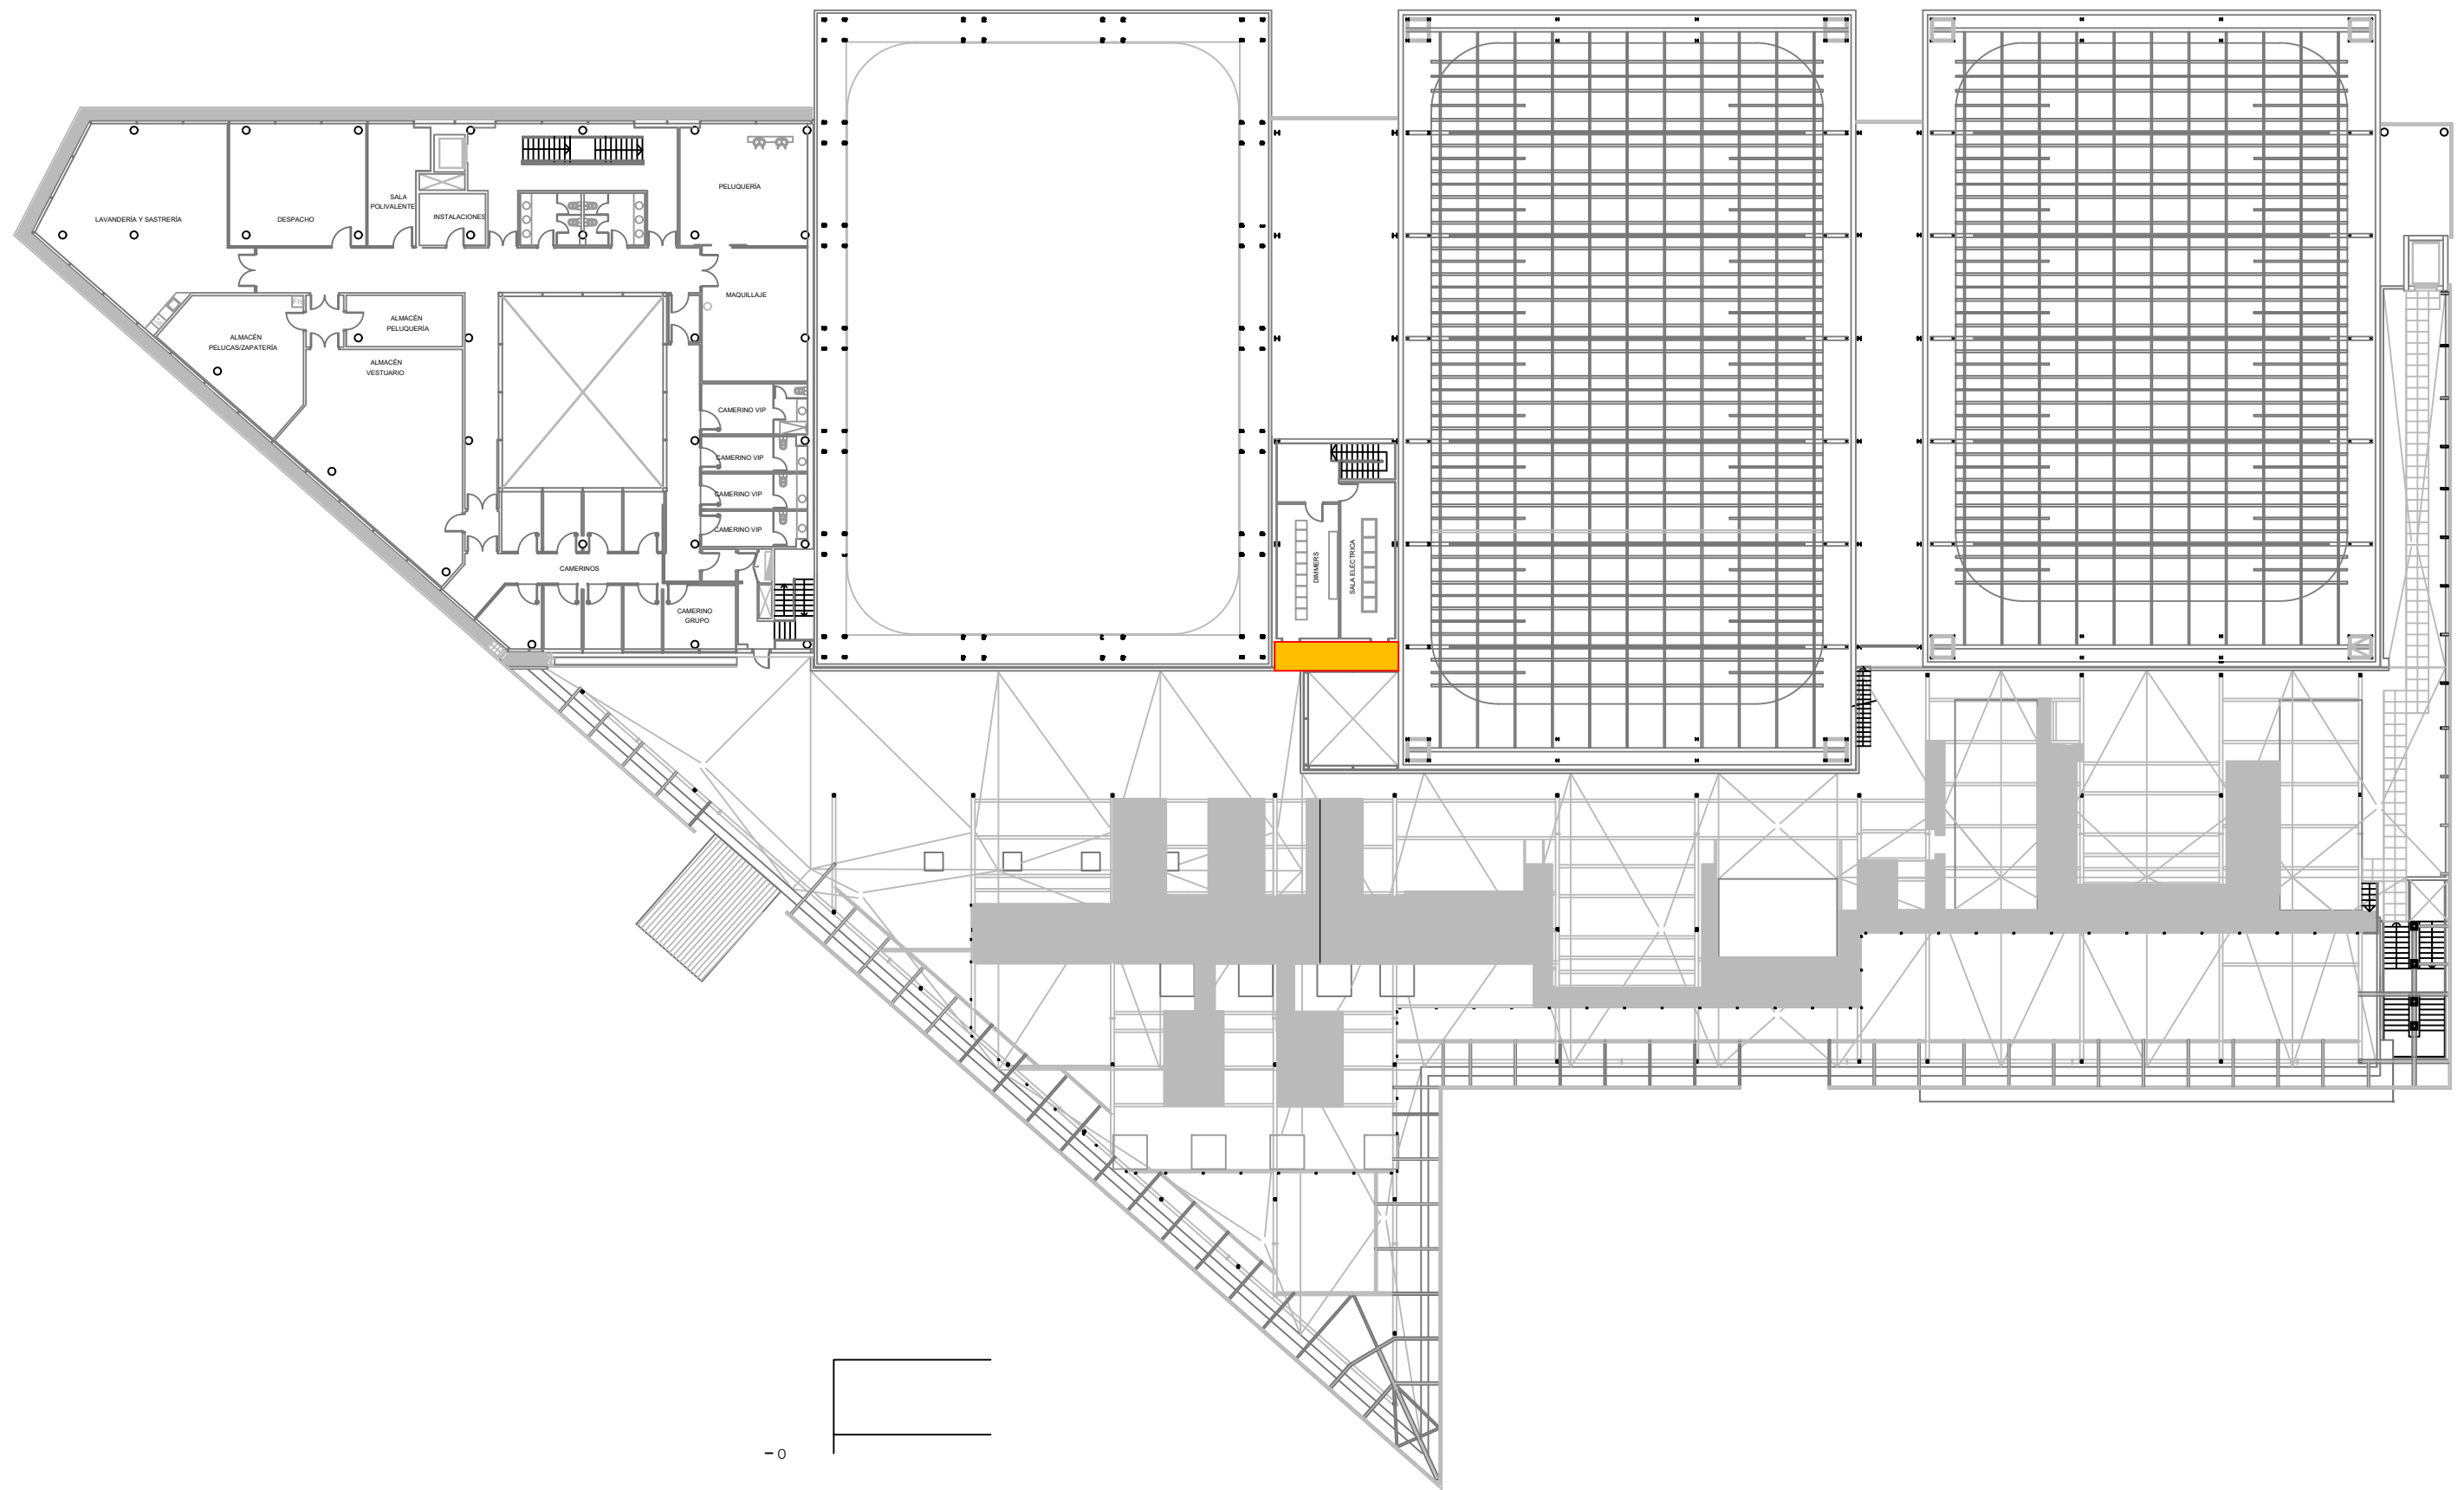 PELUQUERÍA
SALA
POLIVALENTE
LAVANDERÍA Y SASTRERÍA
DESPACHO
INSTALACIONES
MAQUILLAJE
ALMACÉN
PELUQUERÍA
ALMACÉN
PELUCAS/ZAPATERÍA
ALMACÉN
VESTUARIO
CAMERINO VIP
CAMERINO VIP
CAMERINO VIP
CAMERINO VIP
CAMERINOS
CAMERINO
GRUPO
DIMMERS
SALA ELÉCTRICA
0